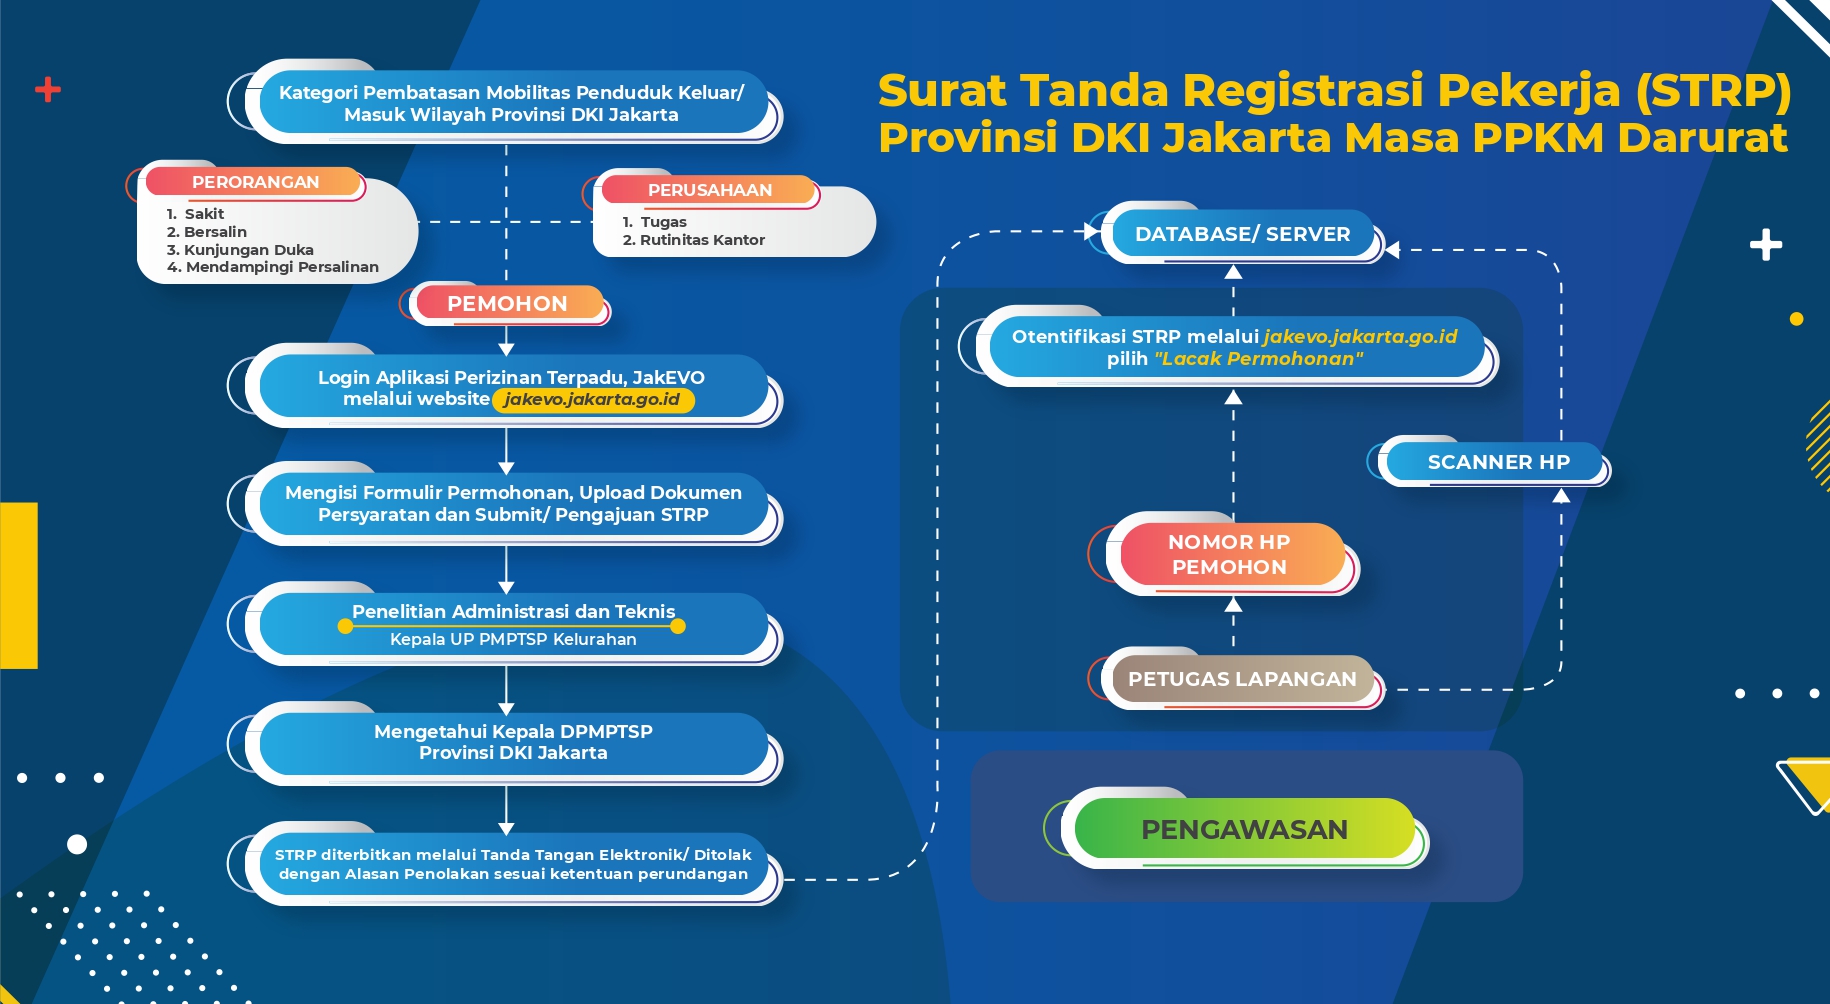 Surat Tanda Registrasi Pekerja (STRP)
Provinsi DKI Jakarta Masa PPKM Darurat
Kategori Pembatasan Mobilitas Penduduk Keluar/
Masuk Wilayah Provinsi DKI Jakarta
PERORANGAN
1. Sakit
2. Bersalin
3. Kunjungan Duka
4. Mendampingi Persalinan
PERUSAHAAN
1. Tugas
2. Rutinitas Kantor
PEMOHON
Login Aplikasi Perizinan Terpadu, JakEVO
melalui website jakevo.jakarta.go.id
Mengisi Formulir Permohonan, Upload Dokumen
Persyaratan dan Submit/ Pengajuan STRP
Penelitian Administrasi dan Teknis
Kepala UP PMPTSP Kelurahan
Mengetahui Kepala DPMPTSP
Provinsi DKI Jakarta
STRP diterbitkan melalui Tanda Tangan Elektronik/ Ditolak
dengan Alasan Penolakan sesuai ketentuan perundangan
DATABASE/ SERVER
Otentifikasi STRP melalui jakevo.jakarta.go.id
pilih "Lacak Permohonan"
SCANNER HP
NOMOR HP
PEMOHON
PETUGAS LAPANGAN
PENGAWASAN